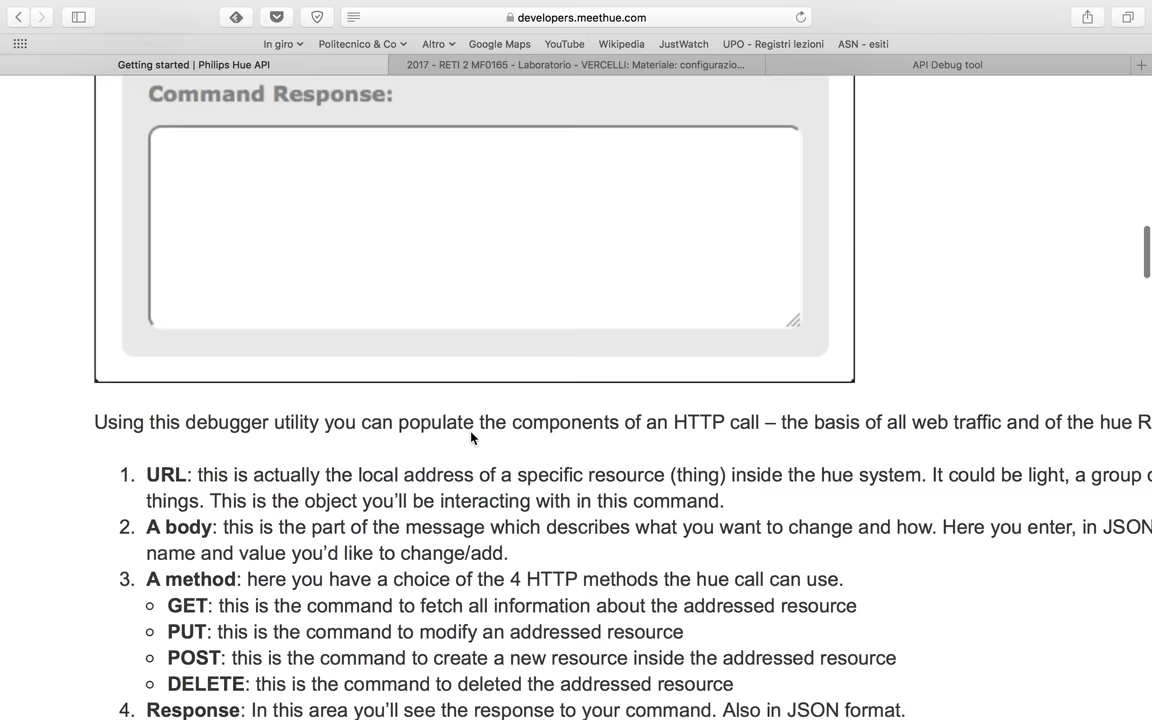 developers.meethue.com
In giro Politecnico & Co Altro Google Maps YouTube Wikipedia JustWatch UPO - Registri lezioni ASN - esiti
Getting started | Philips Hue API 2017 - RETI 2 MF0165 - Laboratorio - VERCELLI: Materiale: configurazio... API Debug tool
Command Response:
Using this debugger utility you can populate the components of an HTTP call – the basis of all web traffic and of the hue R
1. URL: this is actually the local address of a specific resource (thing) inside the hue system. It could be light, a group o
things. This is the object you’ll be interacting with in this command.
2. A body: this is the part of the message which describes what you want to change and how. Here you enter, in JSON
name and value you’d like to change/add.
3. A method: here you have a choice of the 4 HTTP methods the hue call can use.
GET: this is the command to fetch all information about the addressed resource
PUT: this is the command to modify an addressed resource
POST: this is the command to create a new resource inside the addressed resource
DELETE: this is the command to deleted the addressed resource
4. Response: In this area you’ll see the response to your command. Also in JSON format.